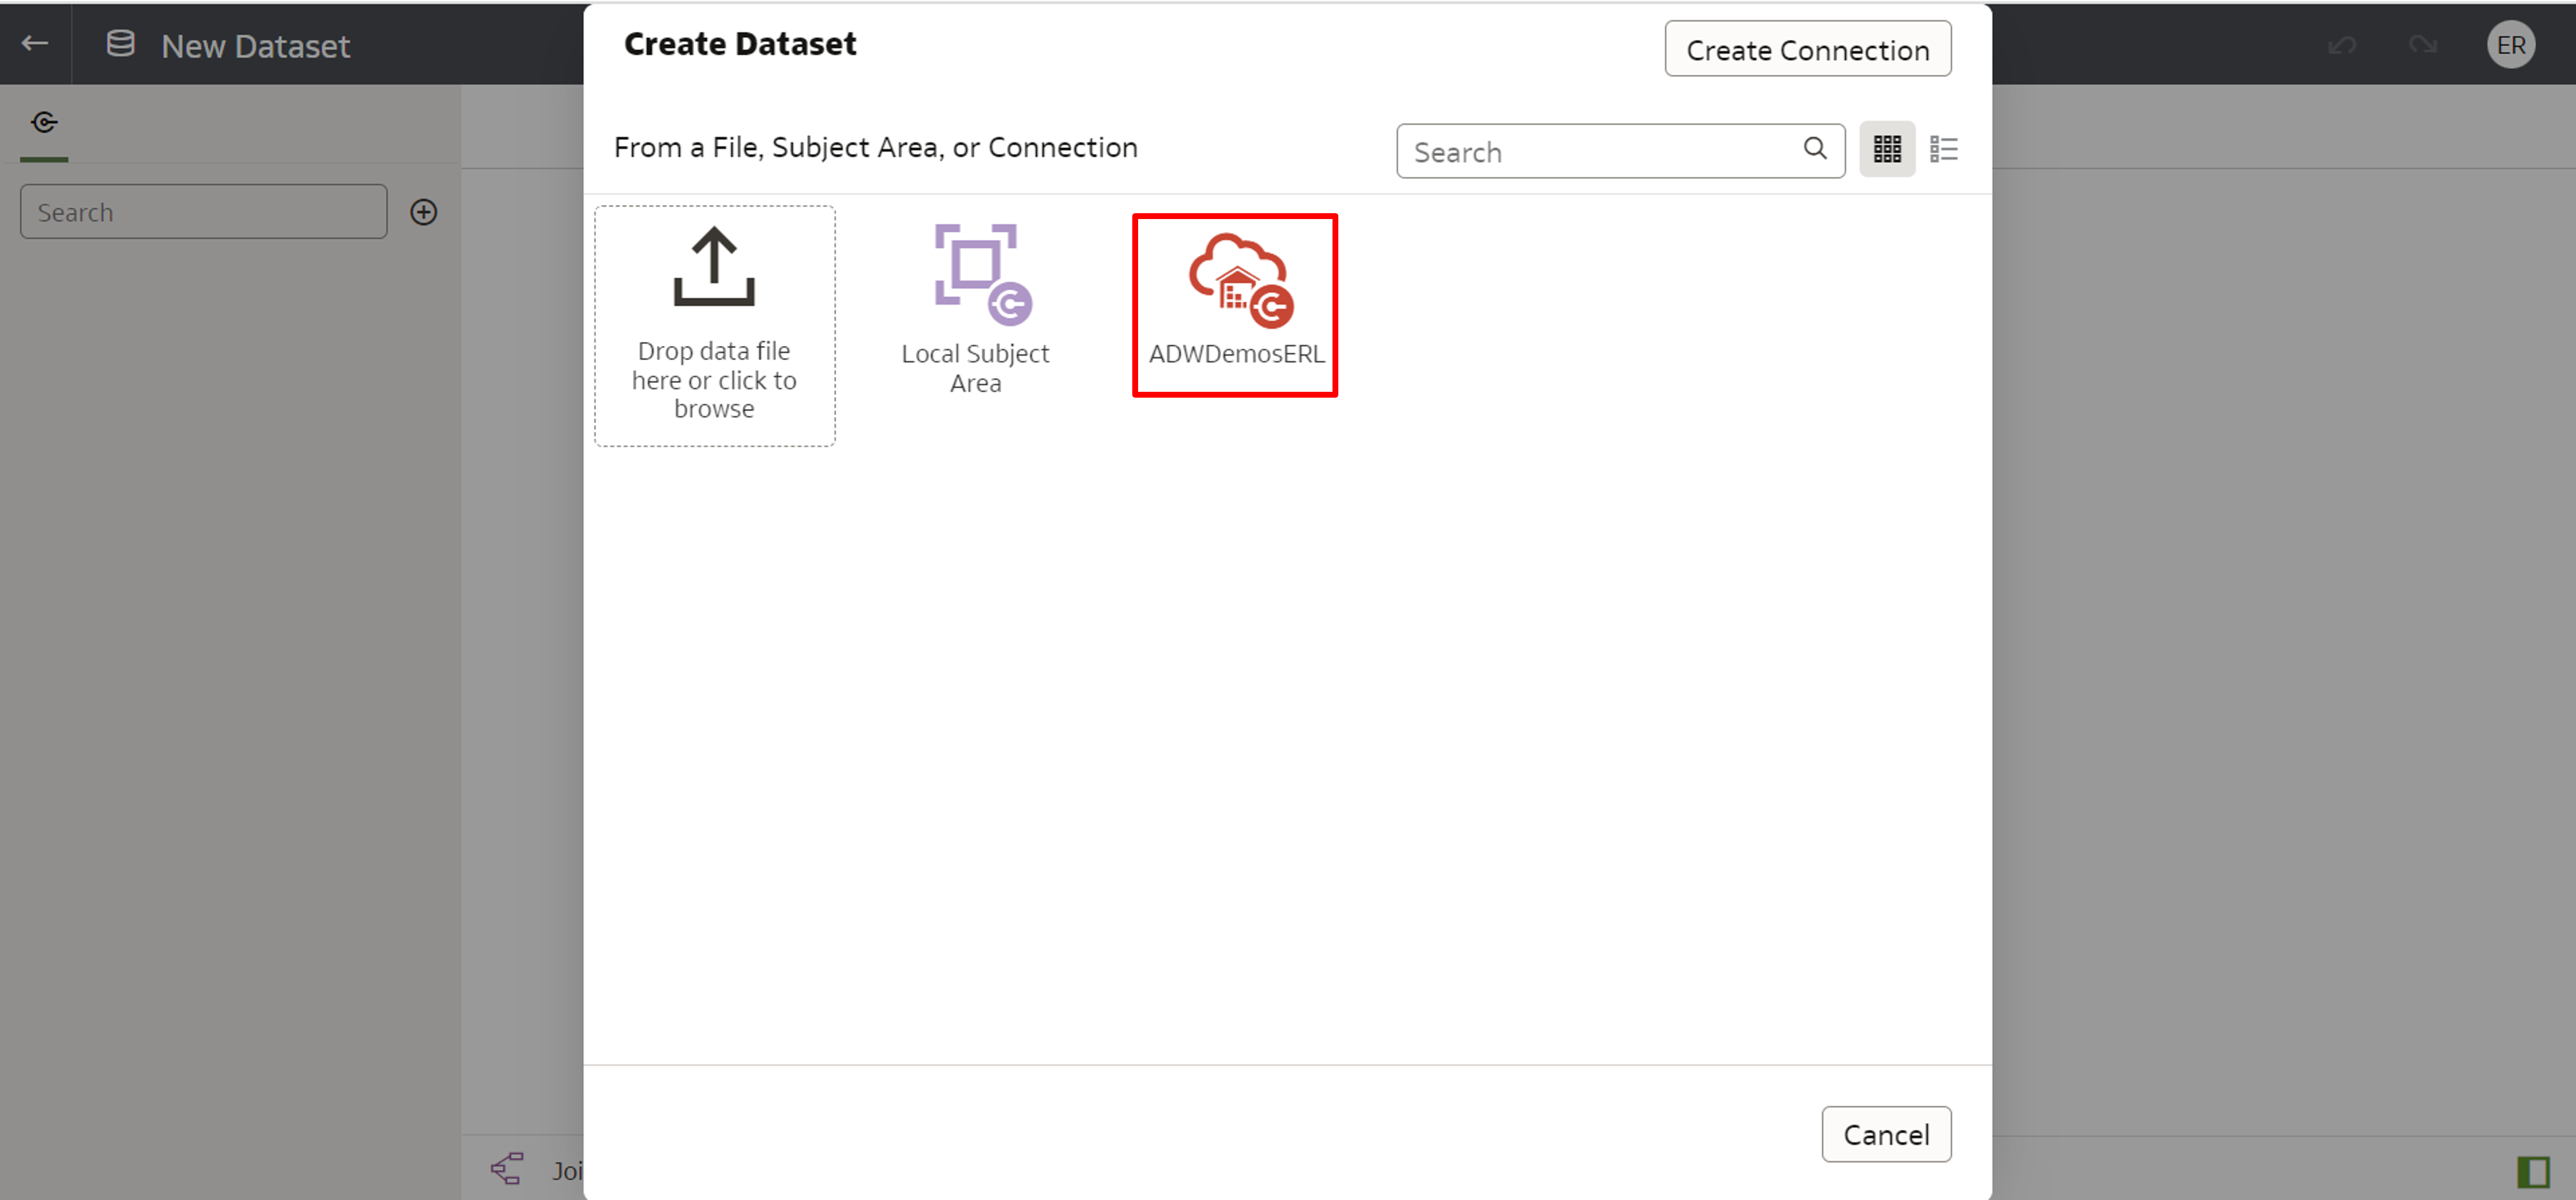 New Dataset
Create Dataset
Create Connection
ER
From a File, Subject Area, or Connection
Search
Search
Drop data file
here or click to
browse
Local Subject
Area
ADWDemosERL
Cancel
Joi